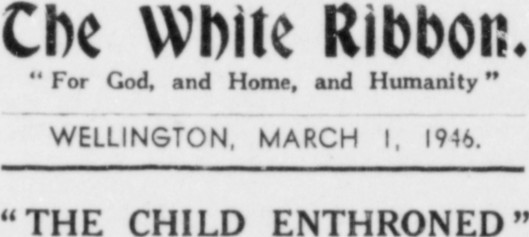 The White Ribbon.
“For God, and Home, and Humanity”
WELLINGTON, MARCH 1, 1946.
“THE CHILD ENTHRONED”